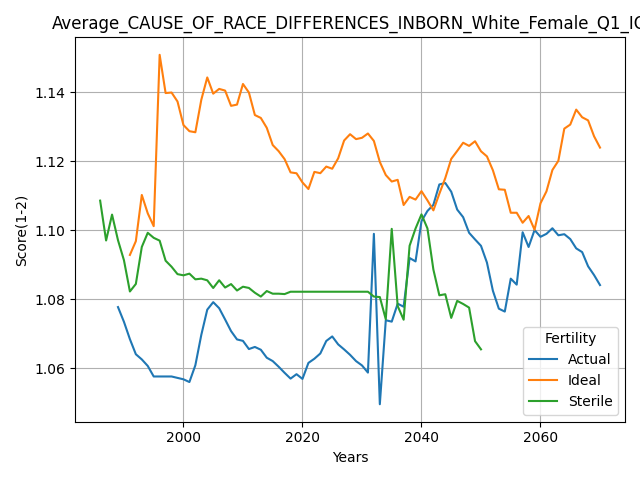 Average_CAUSE_OF_RACE_DIFFERENCES_INBORN_White_Female_Q1_IQ
Score(1-2)
1.14
1.12
1.10
1.08
1.06
2000
2020
2040
2060
Years
Fertility
Actual
Ideal
Sterile